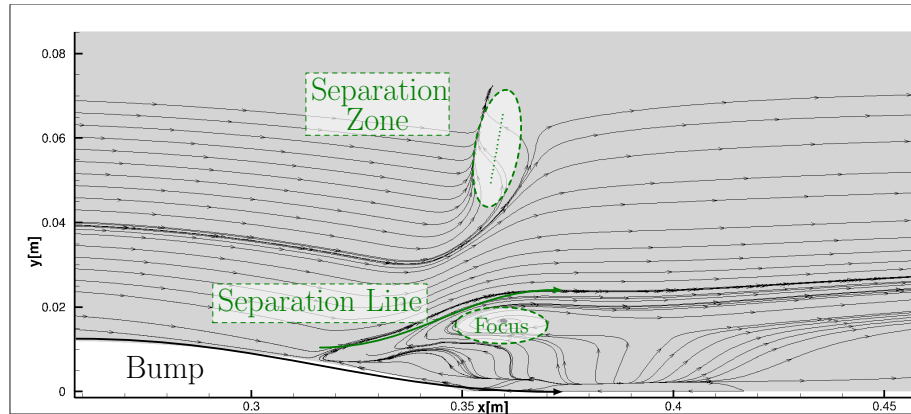 0.08
Separation
Zone
0.06
y[m]
0.04
Separation Line
0.02
Focus
Bump
0
0.3
0.35
x[m]
0.4
0.45